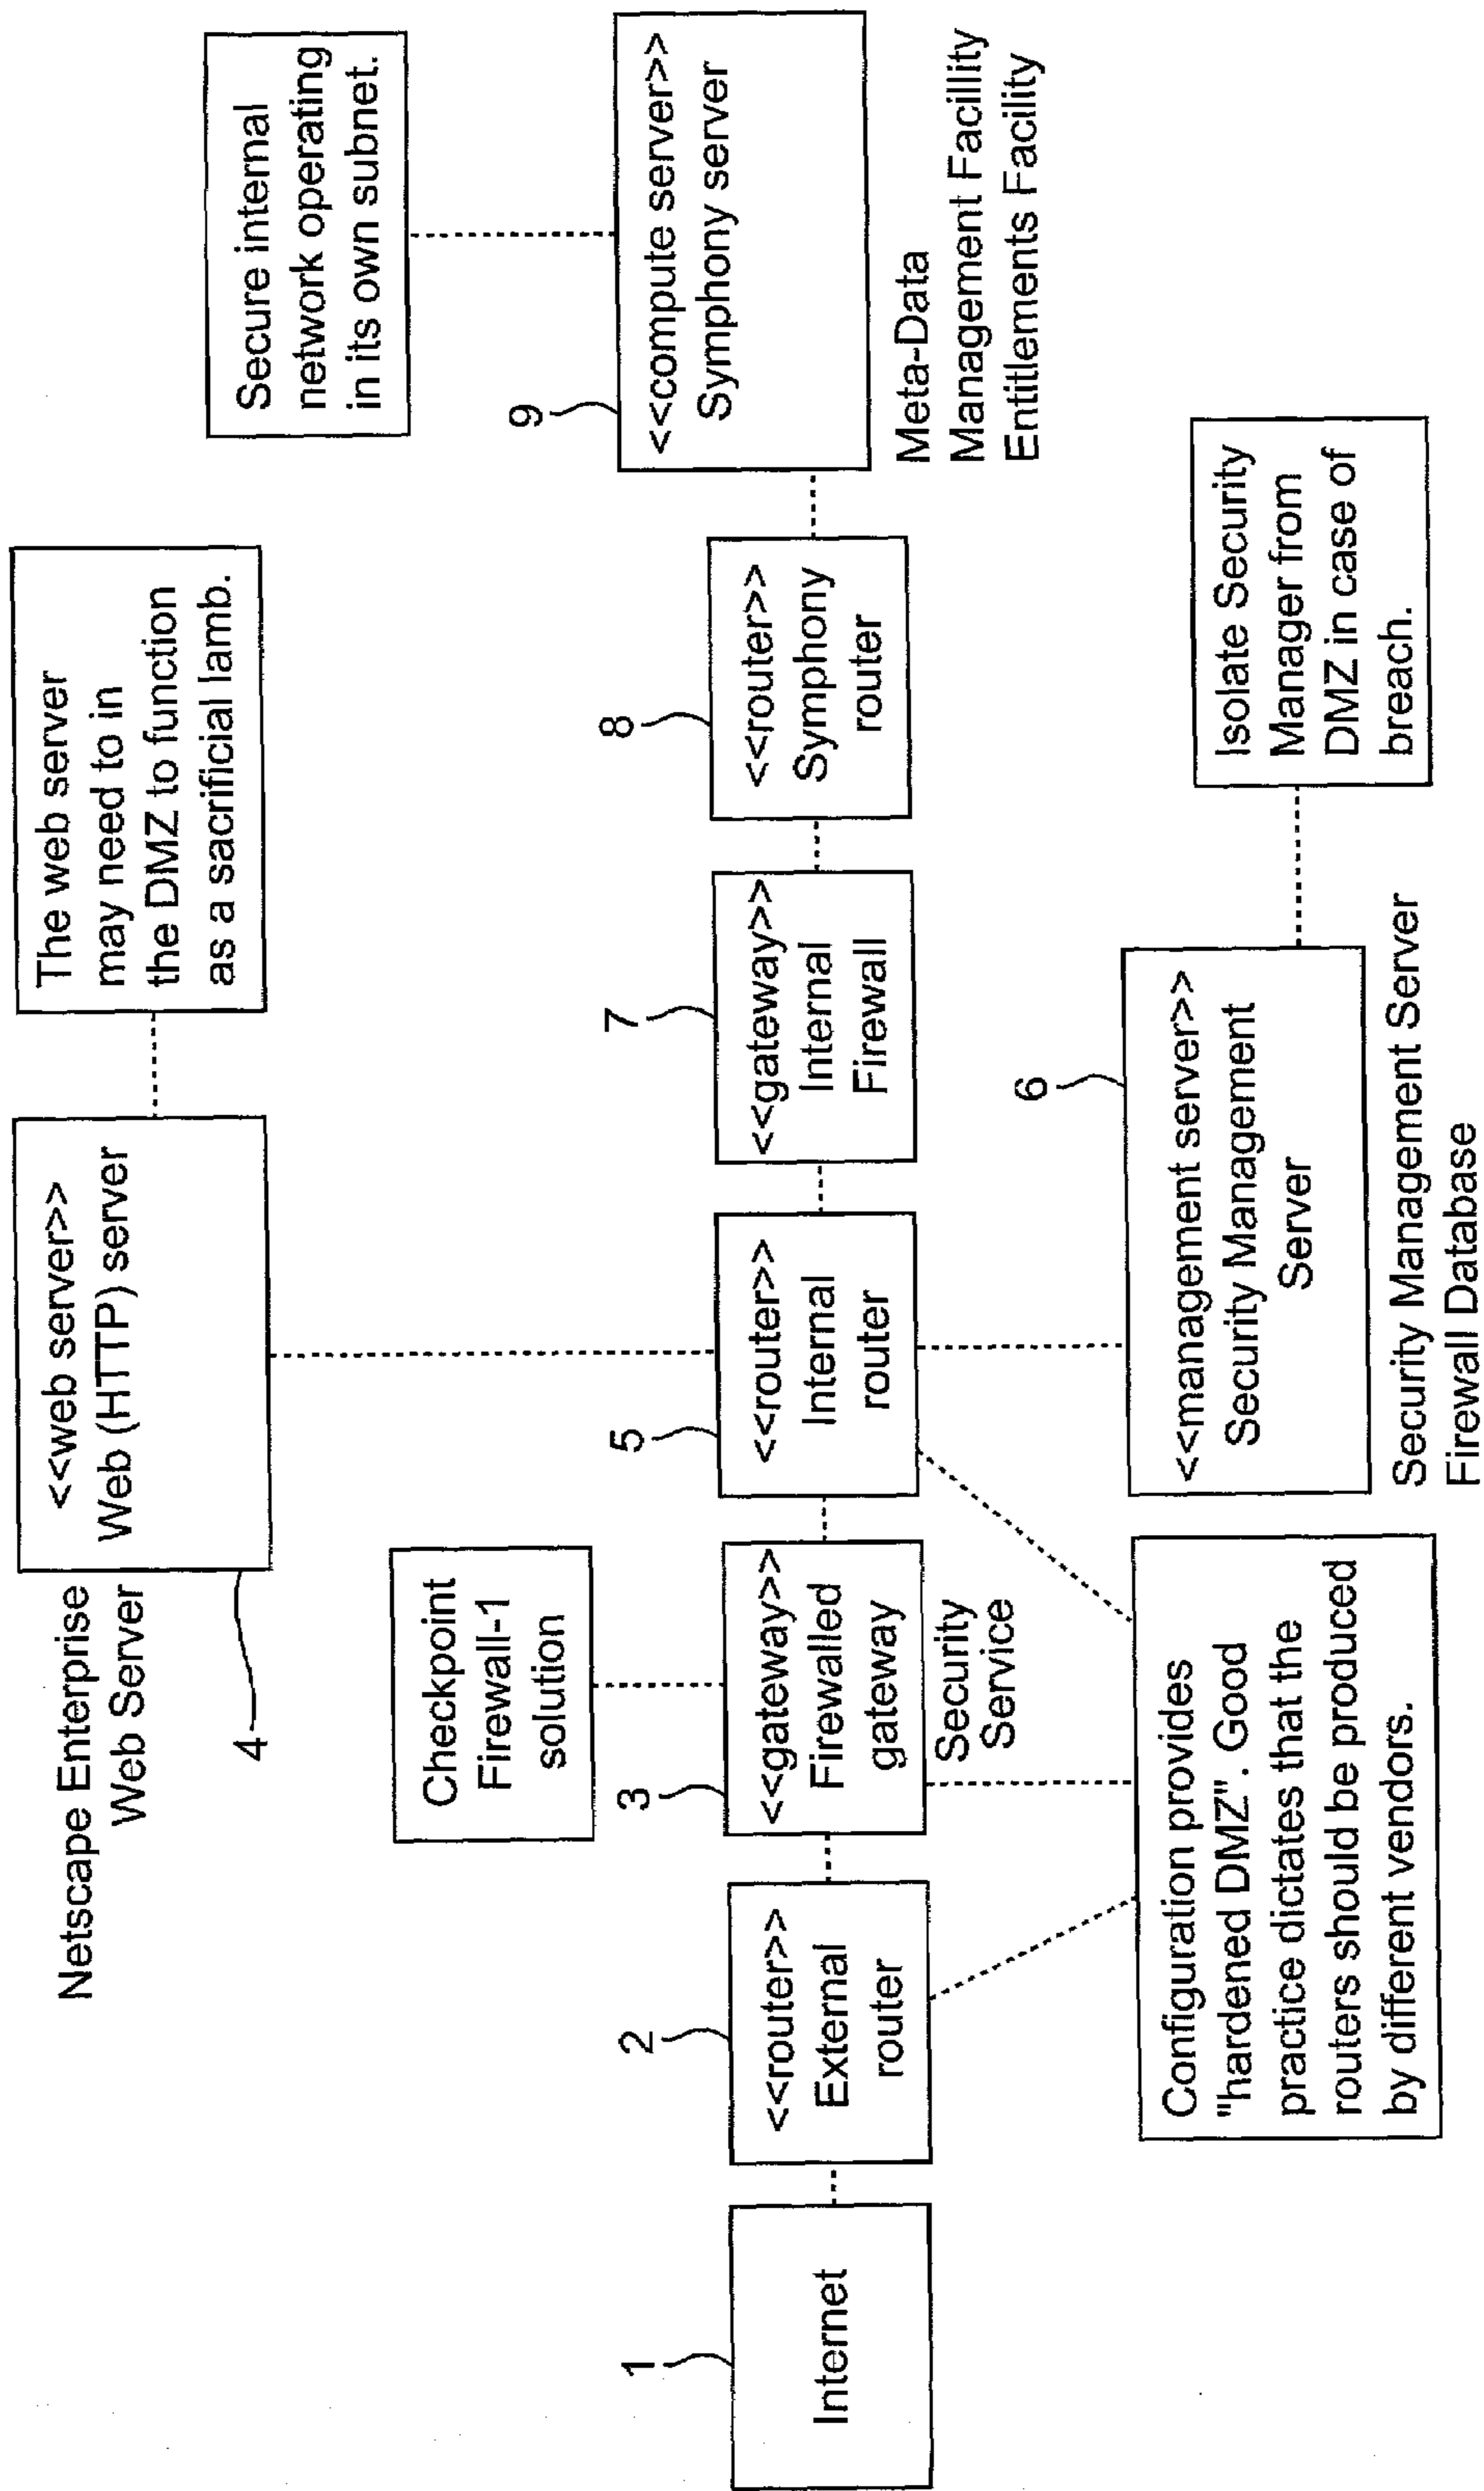 Netscape Enterprise
Web Server
4
<<web server>>
Web (HTTP) server
The web server
may need to in
the DMZ to function
as a sacrificial lamb.
Secure internal
network operating
in its own subnet.
Checkpoint
Firewall-1
solution
1
Internet
2
<<router>>
External
router
3
<<gateway>>
Firewalled
gateway
Security
Service
5
<<router>>
Internal
router
7
<<gateway>>
Internal
Firewall
8
<<router>>
Symphony
router
9
<<compute server>>
Symphony server
Meta-Data
Management Facillity
Entitlements Facility
Configuration provides
"hardened DMZ". Good
practice dictates that the
routers should be produced
by different vendors.
6
<<management server>>
Security Management
Server
Security Management Server
Firewall Database
Isolate Security
Manager from
DMZ in case of
breach.